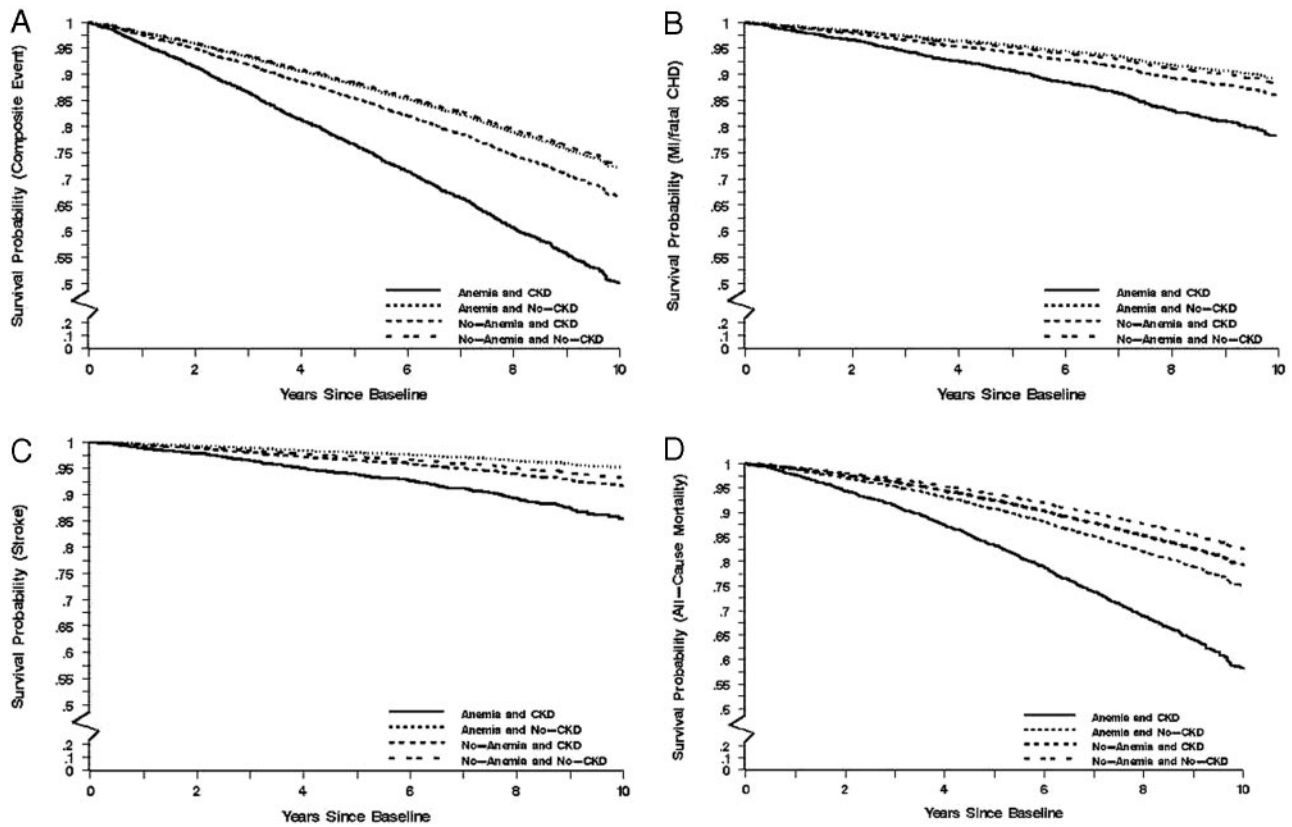 A
Survival Probability (Composite Event)
1
.95
.9
.85
.8
.75
.7
.65
.6
.55
.5
.2
.1
0
Anemia and CKD
Anemia and No-CKD
No-Anemia and CKD
No-Anemia and No-CKD
0 2 4 6 8 10
Years Since Baseline
B
Survival Probability (MI/fatal CHD)
1
.95
.9
.85
.8
.75
.7
.65
.6
.55
.5
.2
.1
0
Anemia and CKD
Anemia and No-CKD
No-Anemia and CKD
No-Anemia and No-CKD
0 2 4 6 8 10
Years Since Baseline
C
Survival Probability (Stroke)
1
.95
.9
.85
.8
.75
.7
.65
.6
.55
.5
.2
.1
0
Anemia and CKD
Anemia and No-CKD
No-Anemia and CKD
No-Anemia and No-CKD
0 2 4 6 8 10
Years Since Baseline
D
Survival Probability (All-Cause Mortality)
1
.95
.9
.85
.8
.75
.7
.65
.6
.55
.5
.2
.1
0
Anemia and CKD
Anemia and No-CKD
No-Anemia and CKD
No-Anemia and No-CKD
0 2 4 6 8 10
Years Since Baseline